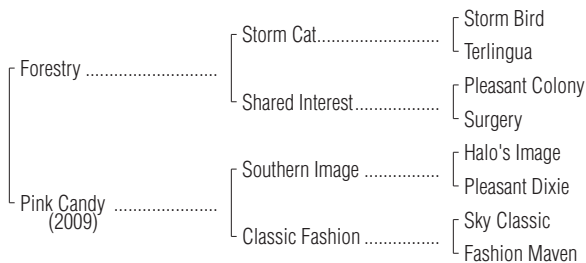 Storm Bird
Storm Cat..........................
Terlingua
Forestry ............................
Pleasant Colony
Shared Interest..................
Surgery
Halo's Image
Southern Image ................
Pleasant Dixie
Pink Candy ......................
(2009)
Sky Classic
Classic Fashion ................
Fashion Maven